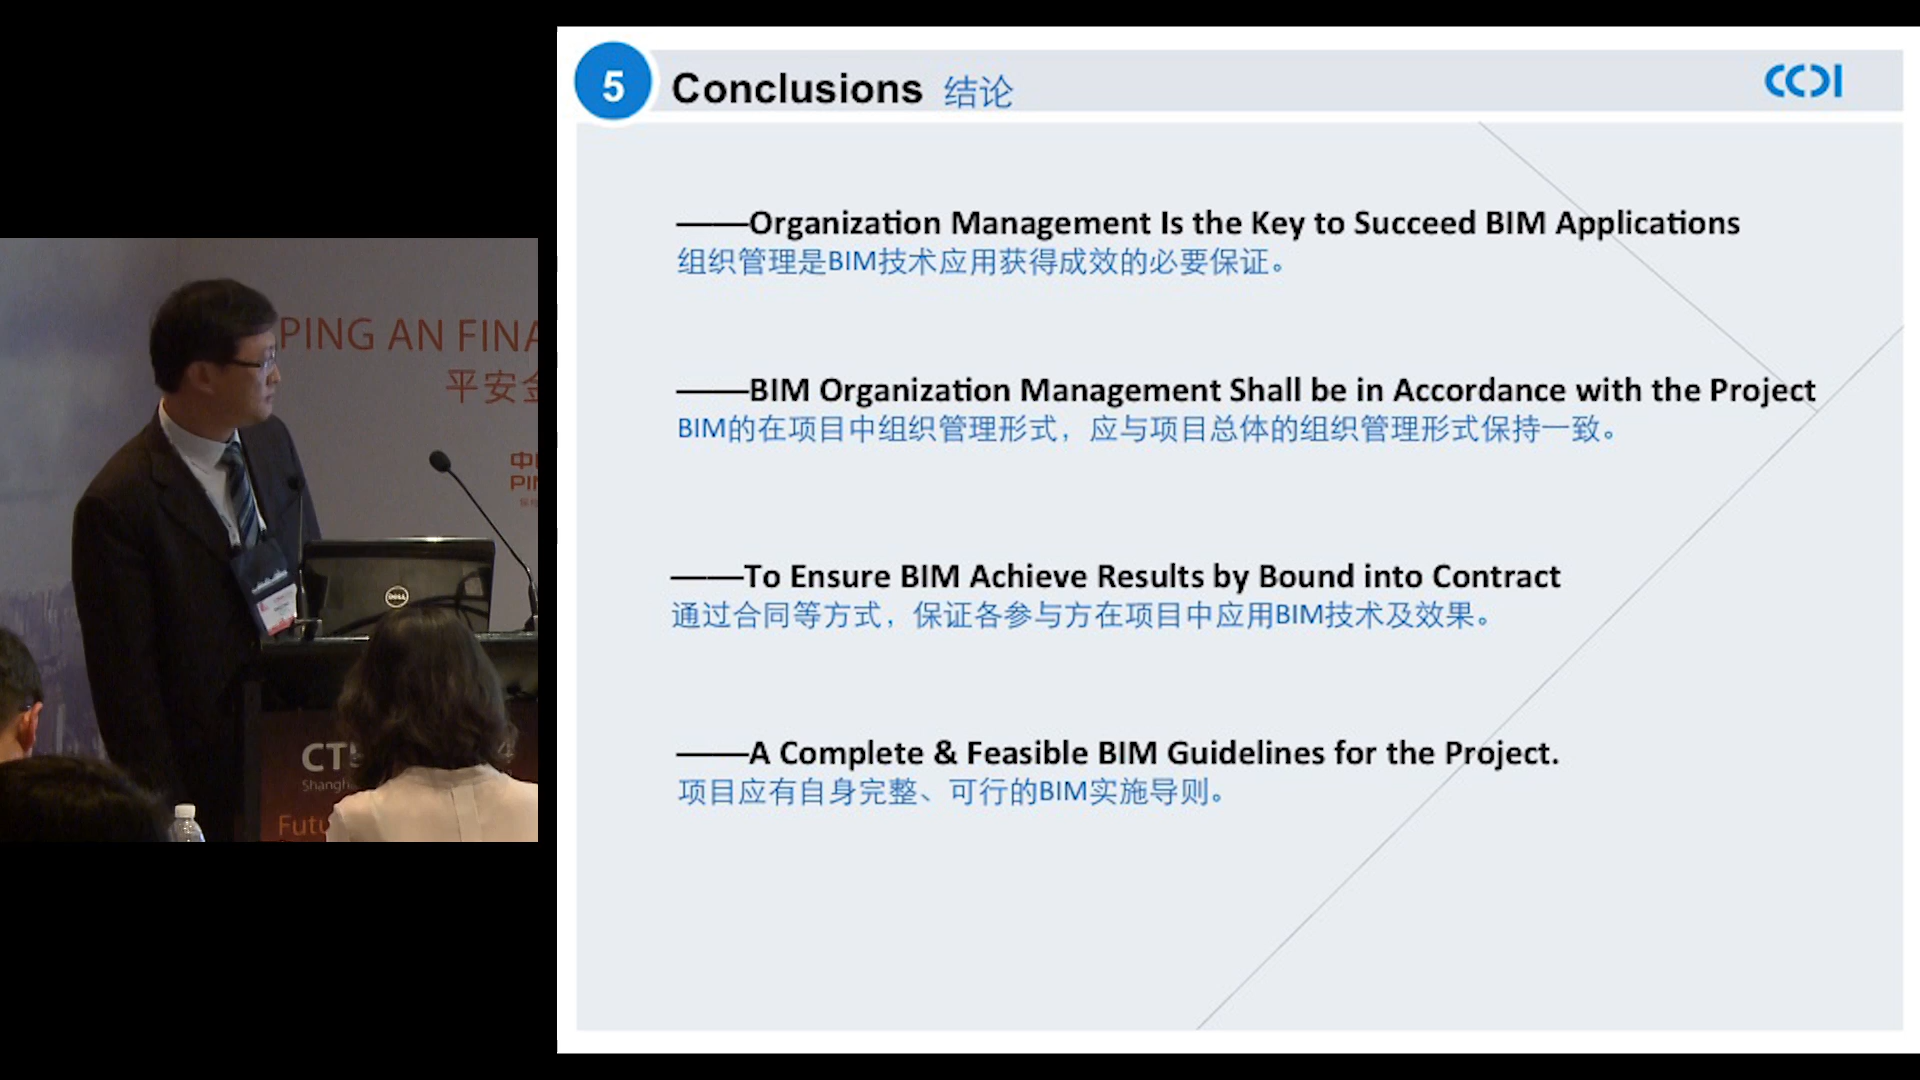 5
Conclusions 结论
CCDI
——Organization Management Is the Key to Succeed BIM Applications
组织管理是BIM技术应用获得成效的必要保证。
——BIM Organization Management Shall be in Accordance with the Project
BIM的在项目中组织管理形式，应与项目总体的组织管理形式保持一致。
——To Ensure BIM Achieve Results by Bound into Contract
通过合同等方式，保证各参与方在项目中应用BIM技术及效果。
——A Complete & Feasible BIM Guidelines for the Project.
项目应有自身完整、可行的BIM实施导则。
PING AN FINA
平安金
中
PIN
DELL
CTB
Shangh
Futu